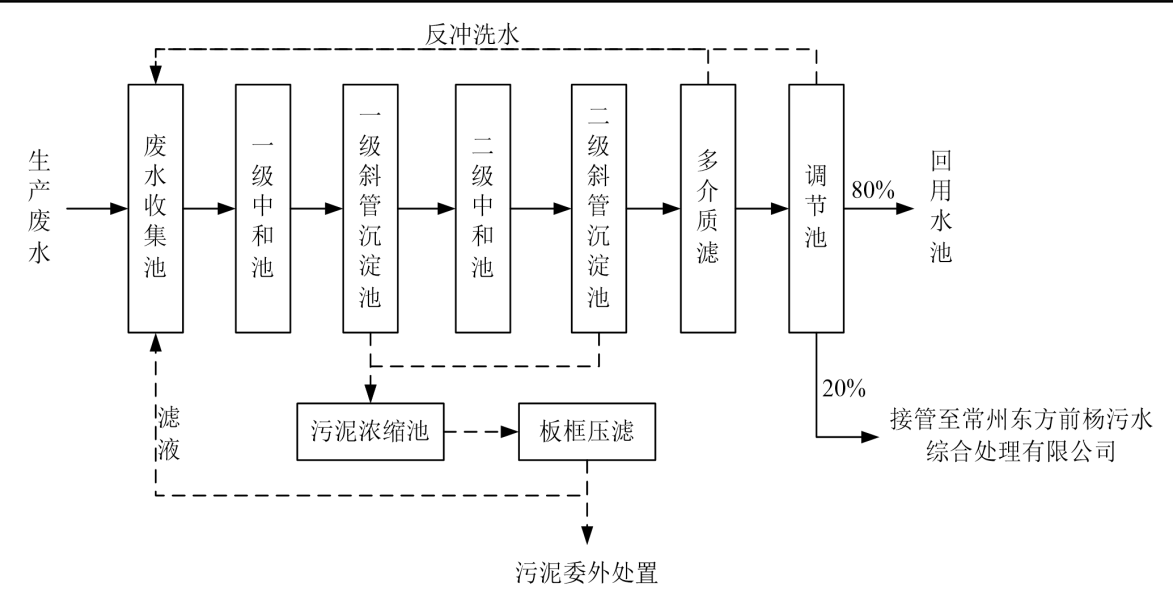 反冲洗水
生产废水
废水收集池
一级中和池
一级斜管沉淀池
二级中和池
二级斜管沉淀池
多介质滤
调节池
80%
回用水池
20%
滤液
污泥浓缩池
板框压滤
接管至常州东方前杨污水
综合处理有限公司
污泥委外处置